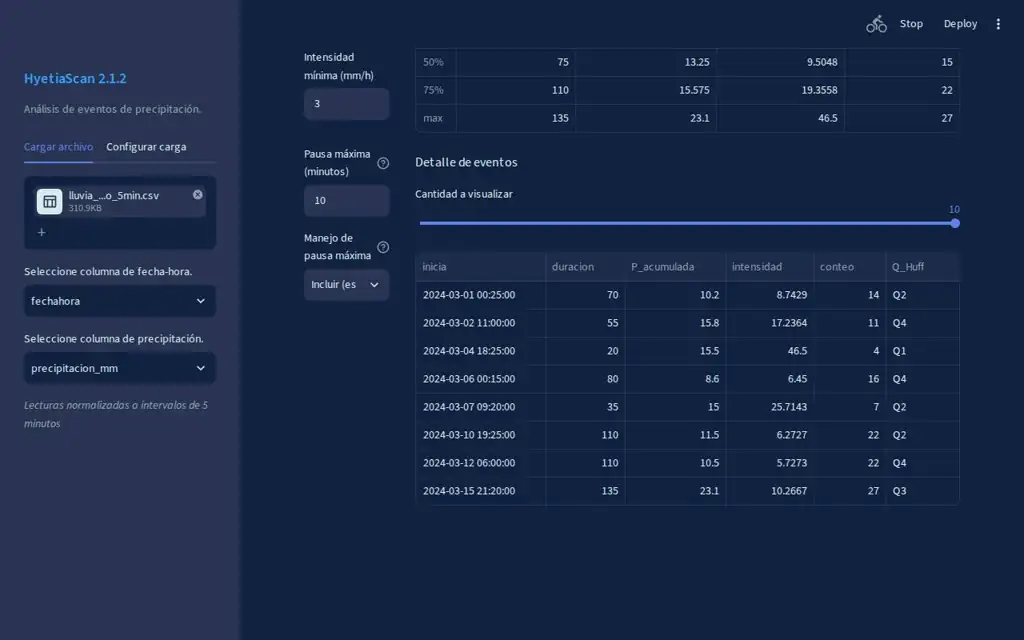 Stop
Deploy
HyetiaScan 2.1.2
Análisis de eventos de precipitación.
Cargar archivo
Configurar carga
lluvia_...o_5min.csv
310.9KB
+
Seleccione columna de fecha-hora.
fechahora
Seleccione columna de precipitación.
precipitacion_mm
Lecturas normalizadas a intervalos de 5
minutos
Intensidad
mínima (mm/h)
3
Pausa máxima
(minutos)
10
Manejo de
pausa máxima
Incluir (es
50% 75 13.25 9.5048 15
75% 110 15.575 19.3558 22
max 135 23.1 46.5 27
Detalle de eventos
Cantidad a visualizar
10
inicia duracion P_acumulada intensidad conteo Q_Huff
2024-03-01 00:25:00 70 10.2 8.7429 14 Q2
2024-03-02 11:00:00 55 15.8 17.2364 11 Q4
2024-03-04 18:25:00 20 15.5 46.5 4 Q1
2024-03-06 00:15:00 80 8.6 6.45 16 Q4
2024-03-07 09:20:00 35 15 25.7143 7 Q2
2024-03-10 19:25:00 110 11.5 6.2727 22 Q2
2024-03-12 06:00:00 110 10.5 5.7273 22 Q4
2024-03-15 21:20:00 135 23.1 10.2667 27 Q3